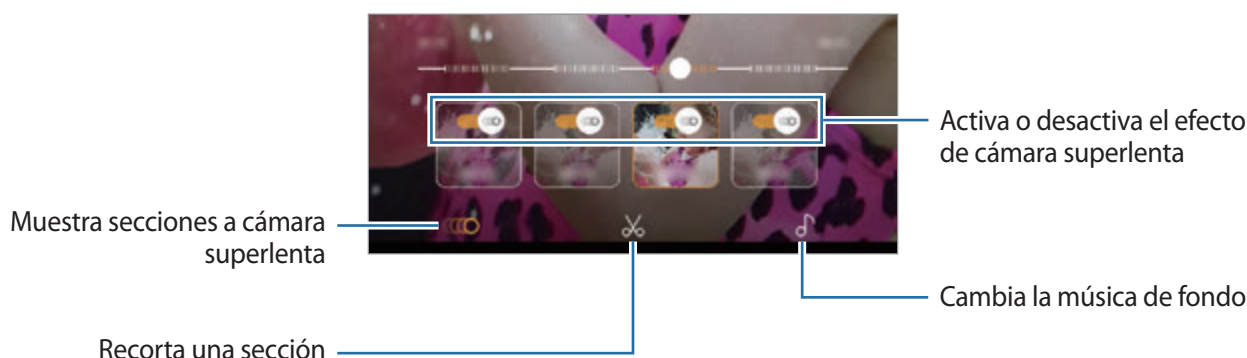 Activa o desactiva el efecto
de cámara superlenta
Muestra secciones a cámara
superlenta
Cambia la música de fondo
Recorta una sección